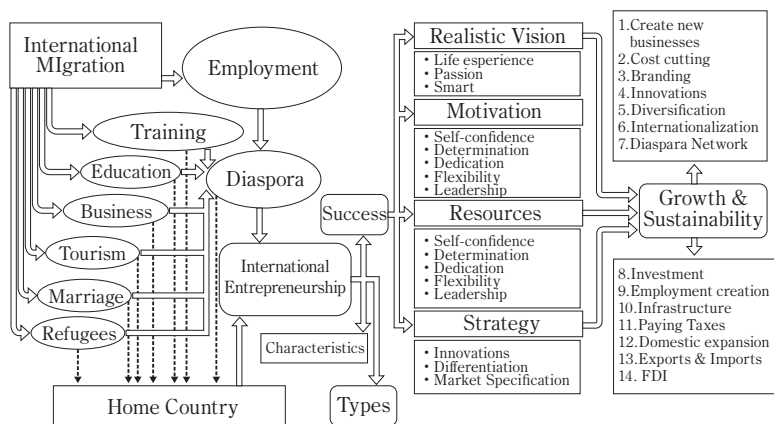 International
MIgration
Employment
Training
Education
Diaspora
Business
Tourism
Marriage
Refugees
International
Entrepreneurship
Home Country
Success
Characteristics
Types
Realistic Vision
• Life esperience
• Passion
• Smart
Motivation
• Self-confidence
• Determination
• Dedication
• Flexibility
• Leadership
Resources
• Self-confidence
• Determination
• Dedication
• Flexibility
• Leadership
Strategy
• Innovations
• Differentiation
• Market Specification
1.Create new
businesses
2.Cost cutting
3.Branding
4.Innovations
5.Diversification
6.Internationalization
7.Diaspara Network
Growth &
Sustainability
8.Investment
9.Employment creation
10.Infrastructure
11.Paying Taxes
12.Domestic expansion
13.Exports & Imports
14. FDI